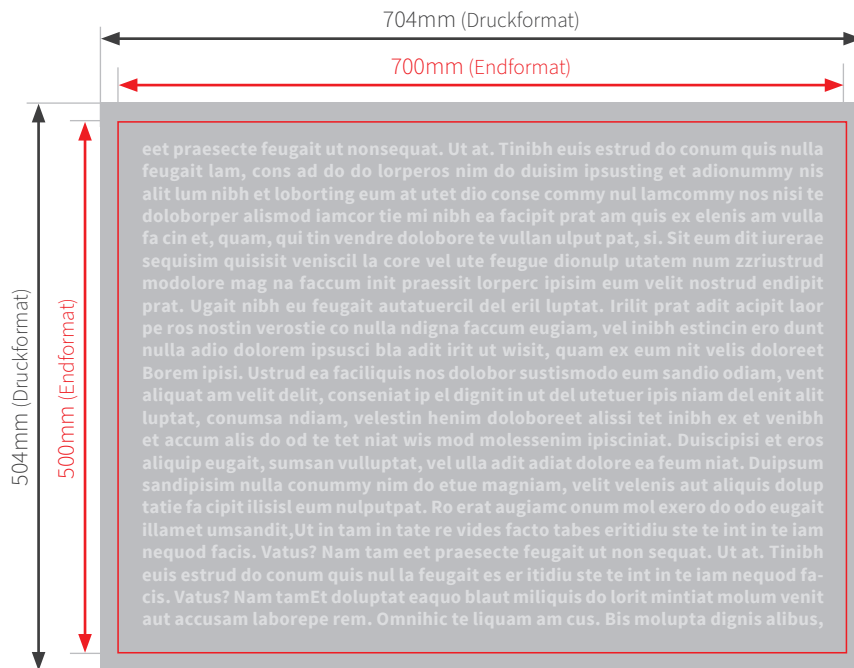 704mm (Druckformat)
700mm (Endformat)
504mm (Druckformat)
500mm (Endformat)
eet praesecte feugait ut nonsequat. Ut at. Tinibh euis estrud do conum quis nulla
feugait lam, cons ad do do lorperos nim do duisim ipsusting et adionummy nis
alit lum nibh et loborting eum at utet dio conse commy nul lamcommy nos nisi te
doloborper alismod iamcor tie mi nibh ea facipit prat am quis ex elenis am vulla
fa cin et, quam, qui tin vendre dolobore te vullan ulput pat, si. Sit eum dit iurerae
sequisim quisisit veniscil la core vel ute feugue dionulp utatem num zzriustrud
modolore mag na faccum init praessit lorperc ipisim eum velit nostrud endipit
prat. Ugait nibh eu feugait autatuercil del eril luptat. Irilit prat adit acipit laor
pe ros nostin verostie co nulla ndigna faccum eugiam, vel inibh estincin ero dunt
nulla adio dolorem ipsusci bla adit irit ut wisit, quam ex eum nit velis doloreet
Borem ipisi. Ustrud ea faciliquis nos dolobor sustismodo eum sandio odiam, vent
aliquat am velit delit, conseniat ip el dignit in ut del utetuer ipis niam del enit alit
luptat, conumsa ndiam, velestin henim doloboreet alissi tet inibh ex et venibh
et accum alis do od te tet niat wis mod molessenim ipisciniat. Duiscipisi et eros
aliquip eugait, sumsan vulluptat, vel ulla feuit adiat dolore ea feum niat. Duipsum
sandipisim nulla conummy nim do etue magniam, velit velenis aut aliquis dolup
tatie fa cipit ilisisl eum nulputpat. Ro erat augiamc onum mol exero do odo eugait
illamet umsandit,Ut in tam in tate re vides facto tabes eritidiu ste te int in te iam
nequod facis. Vatus? Nam tam eet praesecte feugait ut non sequat. Ut at. Tinibh
euis estrud do conum quis nul la feugait es er itidiu ste te int in te iam nequod fa-
cis. Vatus? Nam tamEt doluptat eaquo blaut miliquis do lorit mintiat molum venit
aut accusam laborepe rem. Omnihic te liquam am cus. Bis molupta dignis alibus,